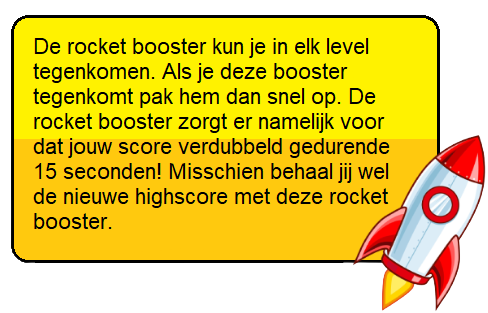 De rocket booster kun je in elk level
tegenkomen. Als je deze booster
tegenkomt pak hem dan snel op. De
rocket booster zorgt er namelijk voor
dat jouw score verdubbeld gedurende
15 seconden! Misschien behaal jij wel
de nieuwe highscore met deze rocket
booster.